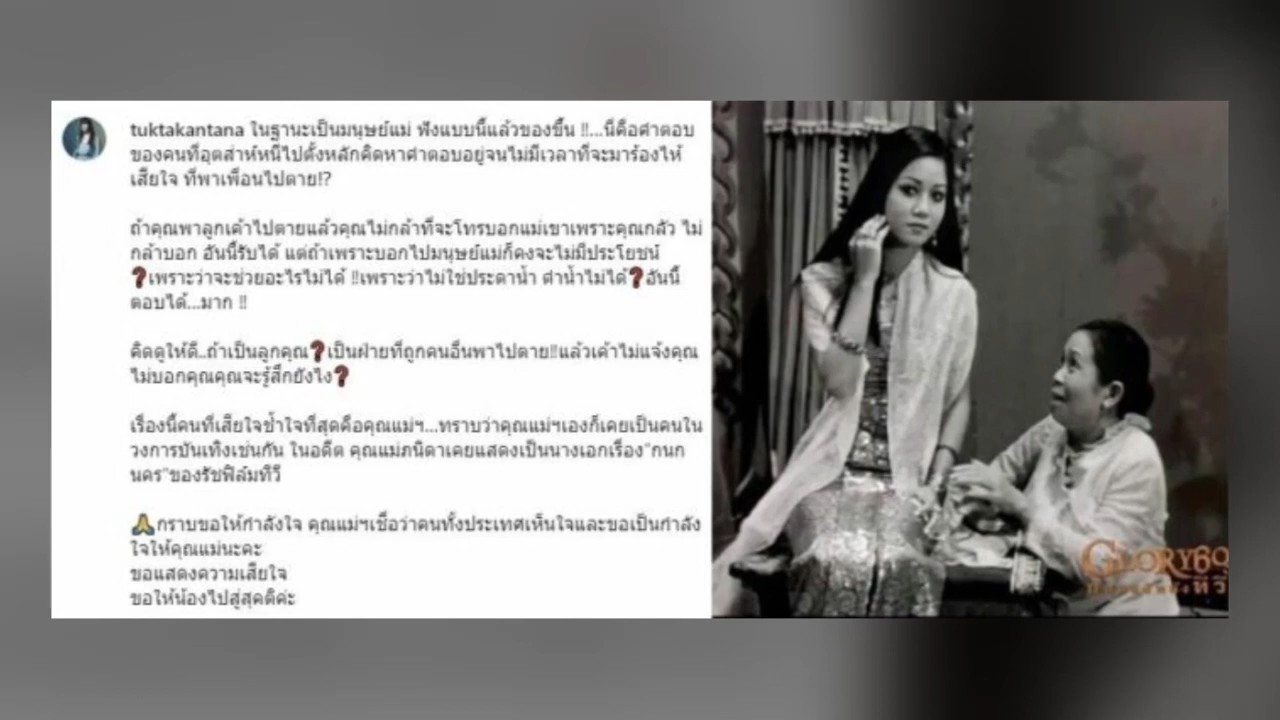 tuktakantana ในฐานะเป็นมนุษย์แม่ ฟังแบบนี้แล้วของขึ้น !!...นี่คือคำตอบ
ของคนที่อุตส่าห์หนีไปตั้งหลักคิดหาคำตอบอยู่จนไม่มีเวลาที่จะมาร้องไห้
เสียใจ ที่พาเพื่อนไปตาย!?
ถ้าคุณพาลูกเค้าไปตายแล้วคุณไม่กล้าที่จะโทรบอกแม่เขาเพราะคุณกลัว ไม่
กล้าบอก อันนี้รับได้ แต่ถ้าเพราะบอกไปมนุษย์แม่ก็คงจะไม่มีประโยชน์
❓เพราะว่าจะช่วยอะไรไม่ได้ !!เพราะว่าไม่ใช่ประดาน้ำ ดำน้ำไม่ได้❓อันนี้
ตอบได้...มาก !!
คิดดูให้ดี..ถ้าเป็นลูกคุณ❓เป็นฝ่ายที่ถูกคนอื่นพาไปตาย!!แล้วเค้าไม่แจ้งคุณ
ไม่บอกคุณคุณจะรู้สึกยังไง❓
เรื่องนี้คนที่เสียใจช้ำใจที่สุดคือคุณแม่ฯ...ทราบว่าคุณแม่ฯเองก็เคยเป็นคนใน
วงการบันเทิงเช่นกัน ในอดีต คุณแม่ภนิดาเคยแสดงเป็นนางเอกเรื่อง"กนก
นคร"ของรัชฟิล์มทีวี
🙏กราบขอให้กำลังใจ คุณแม่ฯเชื่อว่าคนทั้งประเทศเห็นใจและขอเป็นกำลัง
ใจให้คุณแม่นะคะ
ขอแสดงความเสียใจ
ขอให้น้องไปสู่สุคติค่ะ
GLORY60